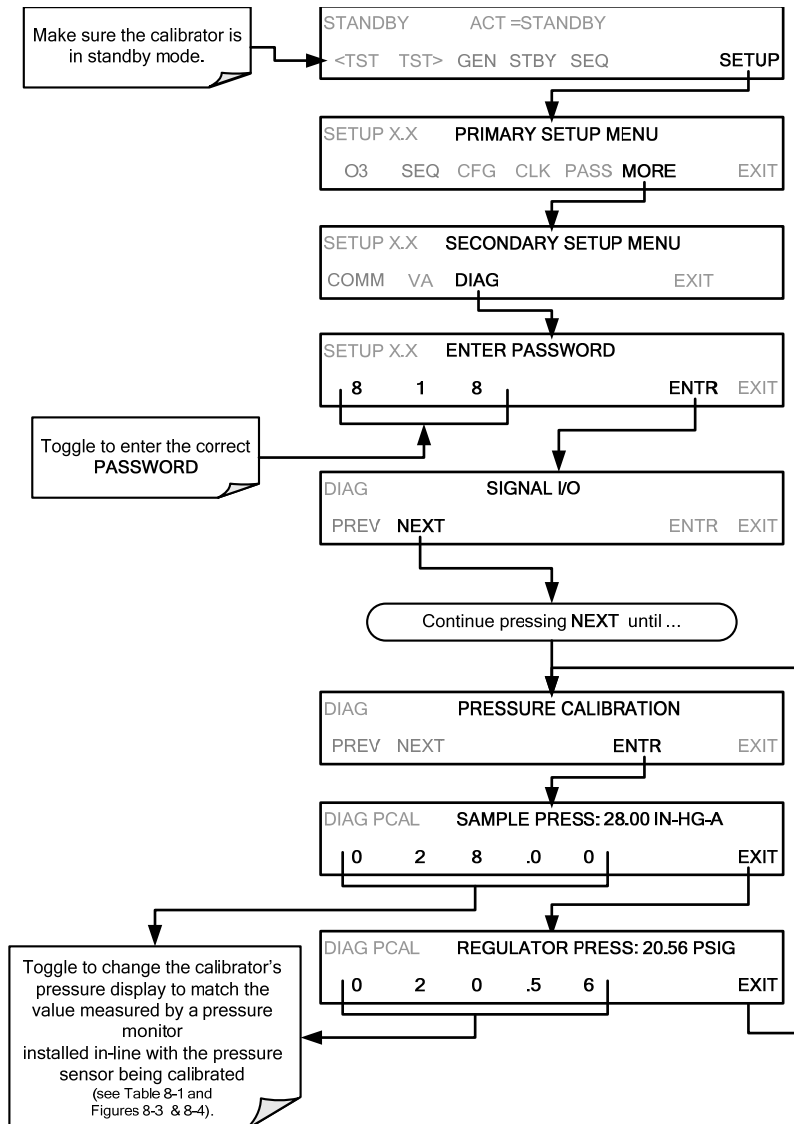 Make sure the calibrator is
in standby mode.
STANDBY ACT =STANDBY
<TST TST> GEN STBY SEQ SETUP
SETUP X.X PRIMARY SETUP MENU
O3 SEQ CFG CLK PASS MORE EXIT
SETUP X.X SECONDARY SETUP MENU
COMM VA DIAG EXIT
SETUP X.X ENTER PASSWORD
8 1 8 ENTR EXIT
Toggle to enter the correct
PASSWORD
DIAG SIGNAL I/O
PREV NEXT ENTR EXIT
Continue pressing NEXT until ...
DIAG PRESSURE CALIBRATION
PREV NEXT ENTR EXIT
DIAG PCAL SAMPLE PRESS: 28.00 IN-HG-A
0 2 8 .0 0 EXIT
DIAG PCAL REGULATOR PRESS: 20.56 PSIG
0 2 0 .5 6 EXIT
Toggle to change the calibrator's
pressure display to match the
value measured by a pressure
monitor
installed in-line with the pressure
sensor being calibrated
(see Table 8-1 and
Figures 8-3 & 8-4).